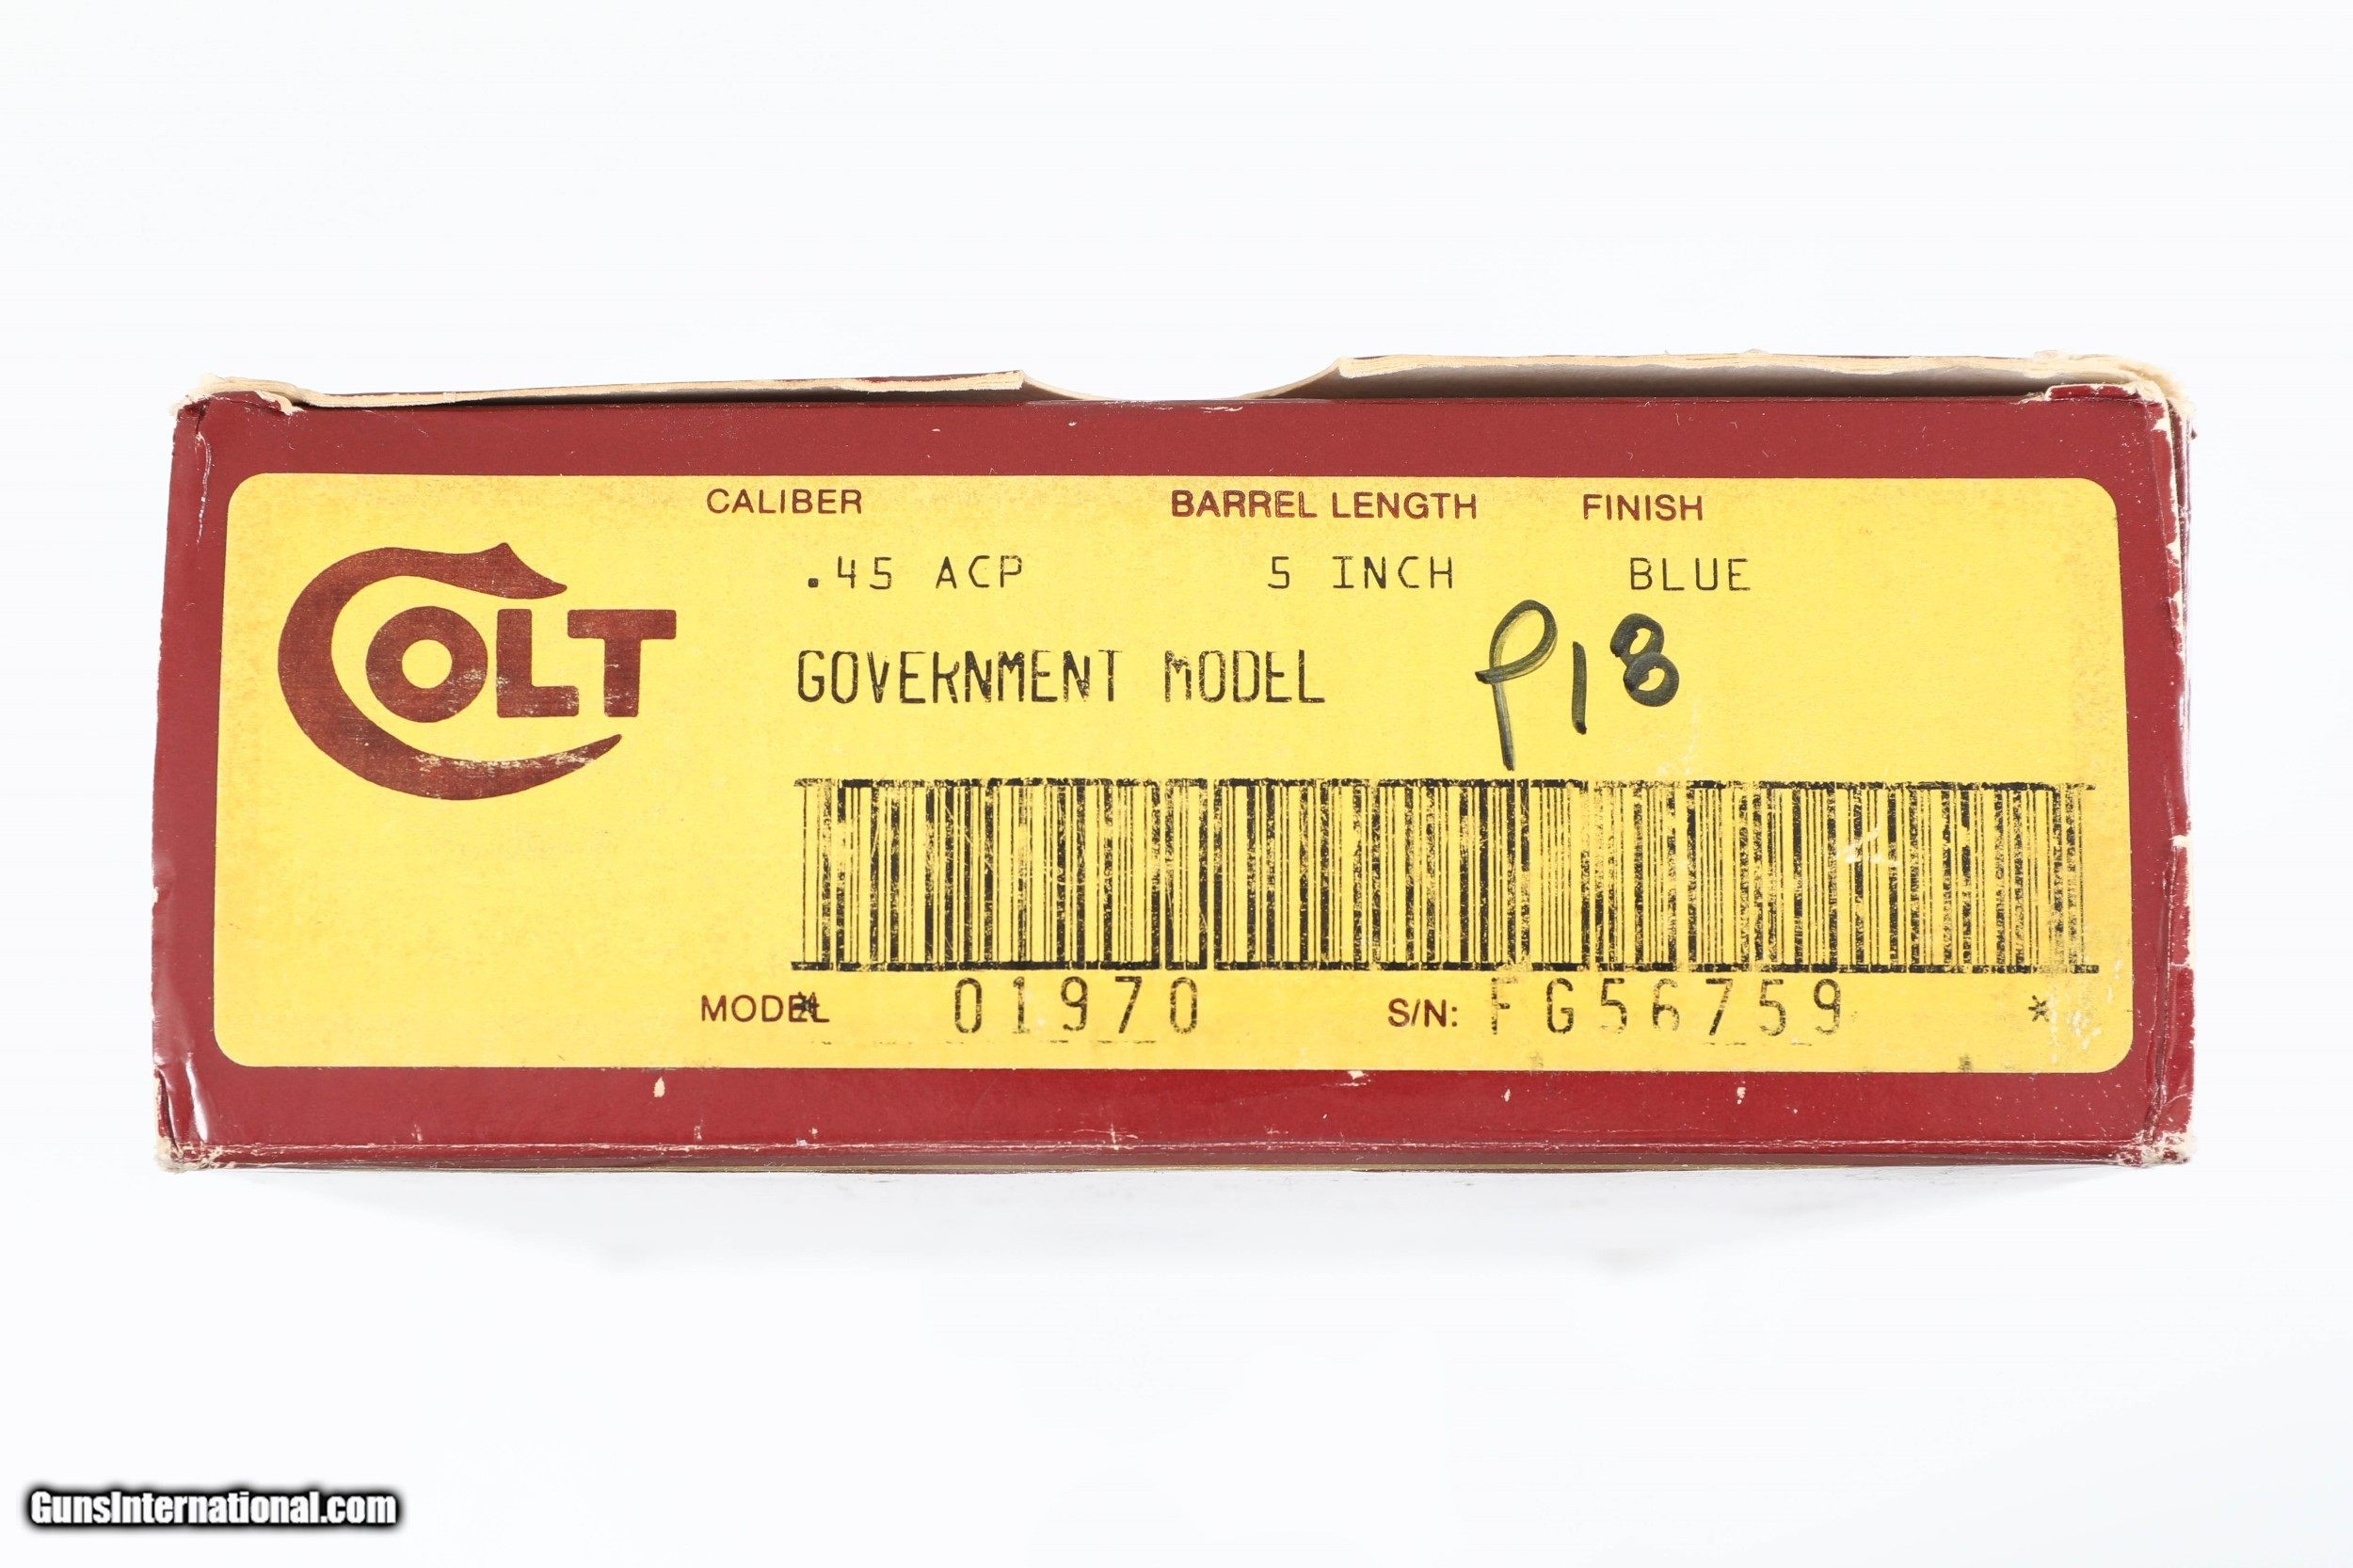 CALIBER BARREL LENGTH FINISH
COLT
.45 ACP 5 INCH BLUE
GOVERNMENT MODEL P18
MODEL 01970 S/N: FG56759 *
GunsInternational.com